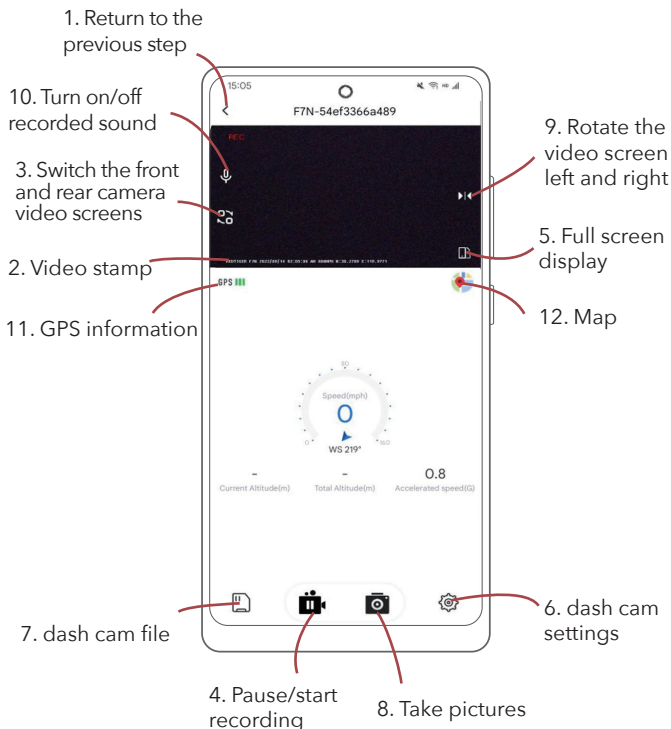 1. Return to the
previous step
10. Turn on/off
recorded sound
3. Switch the front
and rear camera
video screens
2. Video stamp
11. GPS information
15:05
F7N-54ef3366a489
REC
GPS
9. Rotate the
video screen
left and right
5. Full screen
display
12. Map
80
Speed(mph)
0
0
160
WS 219°
-
Current Altitude(m)
-
Total Altitude(m)
0.8
Accelerated speed(G)
7. dash cam file
4. Pause/start
recording
8. Take pictures
6. dash cam
settings